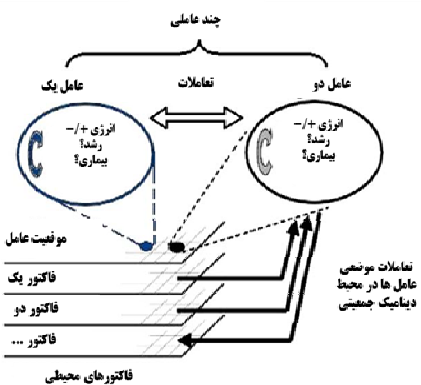 چند عاملی
عامل یک
تعاملات
عامل دو
انرژی +/−
رشد؟
بیماری؟
انرژی +/−
رشد؟
بیماری؟
موقعیت عامل
فاکتور یک
فاکتور دو
فاکتور ...
فاکتورهای محیطی
تعاملات موضعی
عامل ها در محیط
دینامیک جمعیتی